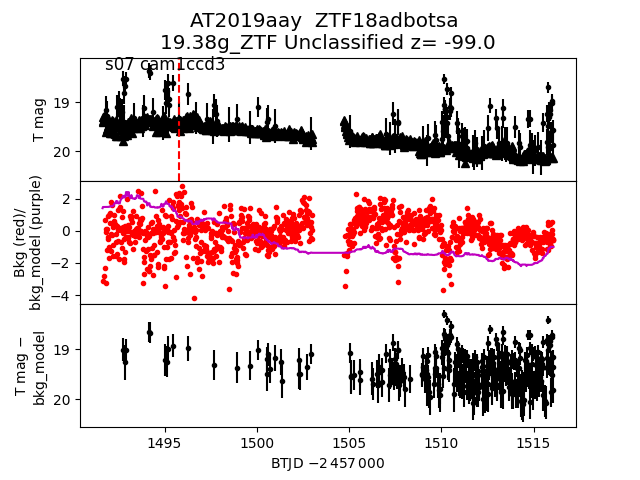 AT2019aay  ZTF18adbotsa
19.38g_ZTF Unclassified z= -99.0
s07 cam1ccd3
T mag
19
20
Bkg (red)/
bkg_model (purple)
2
0
−2
−4
T mag −
bkg_model
19
20
1495
1500
1505
1510
1515
BTJD −2 457 000